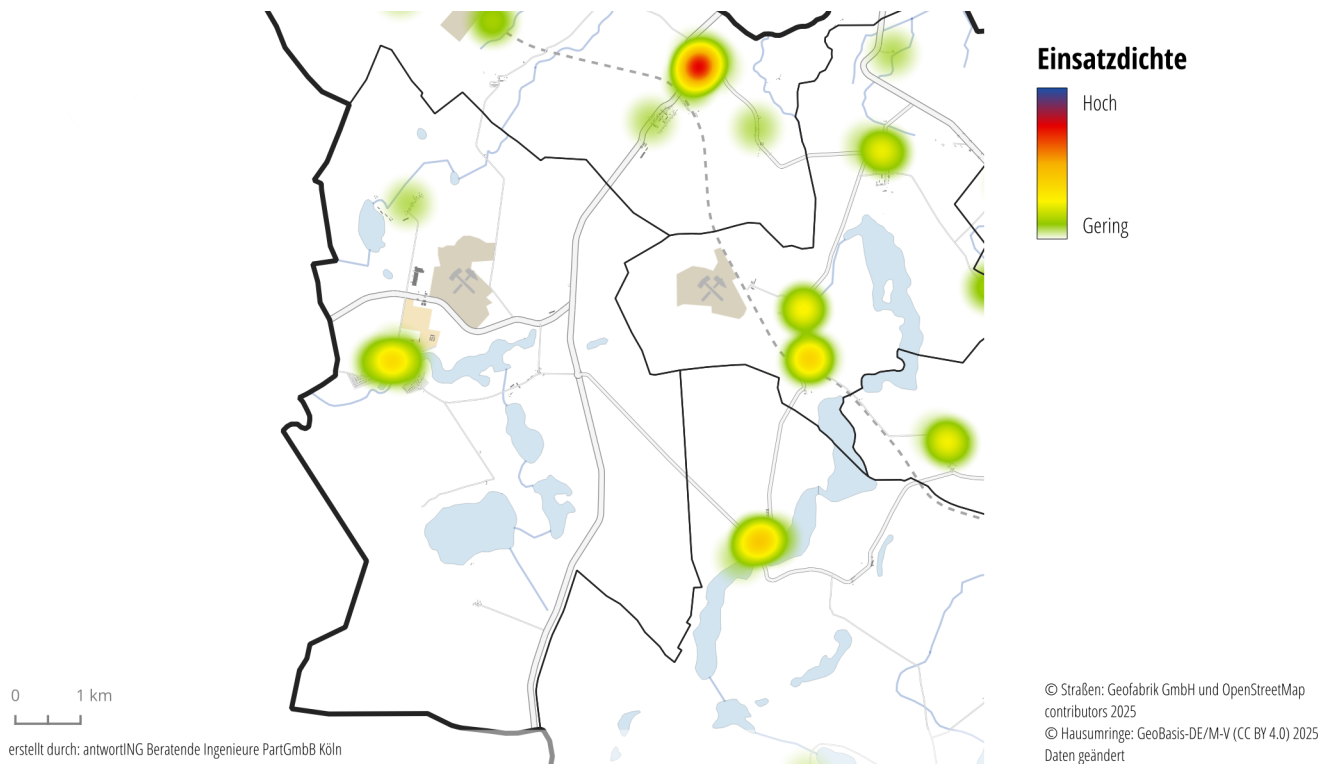 Einsatzdichte
Hoch
Gering
0 1 km
erstellt durch: antwortING Beratende Ingenieure PartGmbB Köln
© Straßen: Geofabrik GmbH und OpenStreetMap
contributors 2025
© Hausumringe: GeoBasis-DE/M-V (CC BY 4.0) 2025
Daten geändert